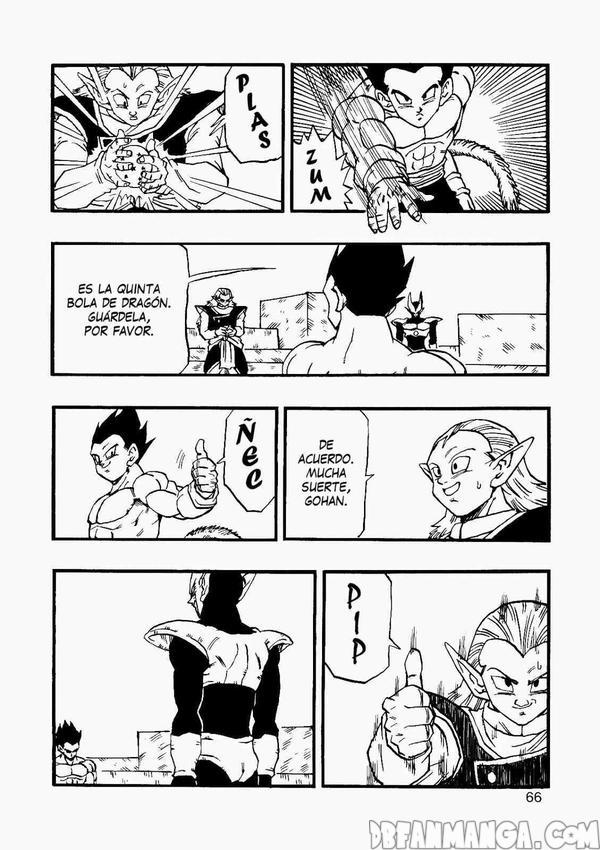 ZUM
PLAS
ES LA QUINTA
BOLA DE DRAGÓN.
GUÁRDELA,
POR FAVOR.
DE
ACUERDO.
MUCHA
SUERTE,
GOHAN.
ÑEC
PIP
66
DBFANMANGA.COM